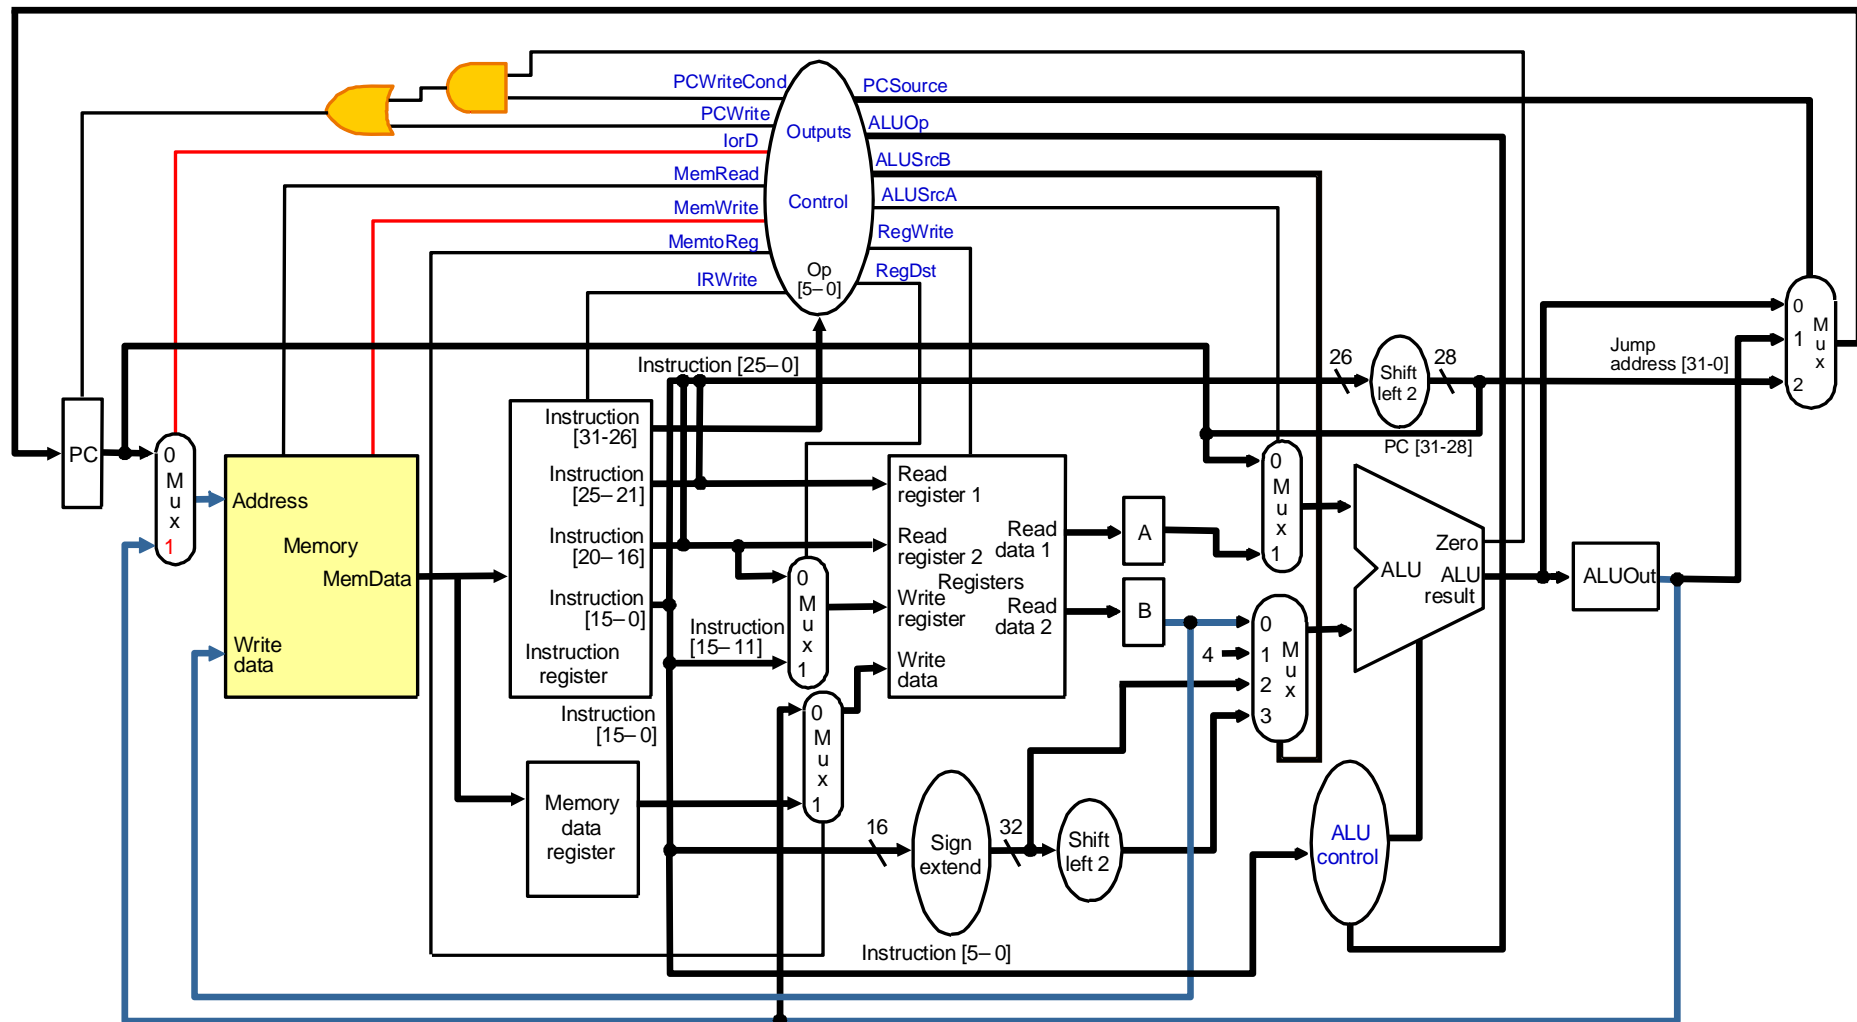 PCWriteCond
PCWrite
IorD
MemRead
MemWrite
MemtoReg
IRWrite
Outputs
Control
Op
[5–0]
PCSource
ALUOp
ALUSrcB
ALUSrcA
RegWrite
RegDst
Instruction [25–0]
26
Shift
left 2
28
Jump
address [31-0]
0
1
2
M
u
x
PC [31-28]
PC
0
M
u
x
1
Address
Memory
MemData
Write
data
Instruction
[31-26]
Instruction
[25–21]
Instruction
[20–16]
Instruction
[15–0]
Instruction
register
Instruction
[15–11]
0
M
u
x
1
Read
register 1
Read
register 2
Registers
Write
register
Write
data
Read
data 1
Read
data 2
A
B
0
M
u
x
1
4
0
1
2
3
M
u
x
Zero
ALU
ALU
result
ALUOut
Instruction
[15–0]
0
M
u
x
1
Memory
data
register
16
Sign
extend
32
Shift
left 2
ALU
control
Instruction [5–0]